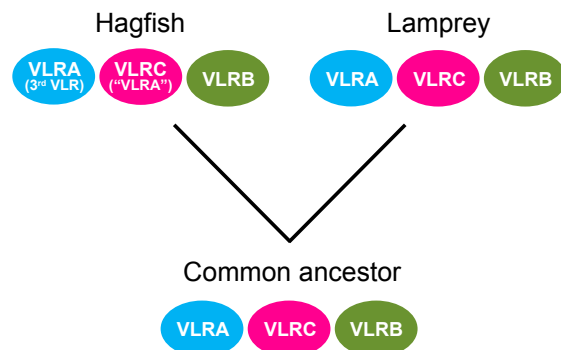 Hagfish Lamprey
VLRA VLRC VLRB VLRA VLRC VLRB
(3rd VLR) (“VLRA”)
Common ancestor
VLRA VLRC VLRB